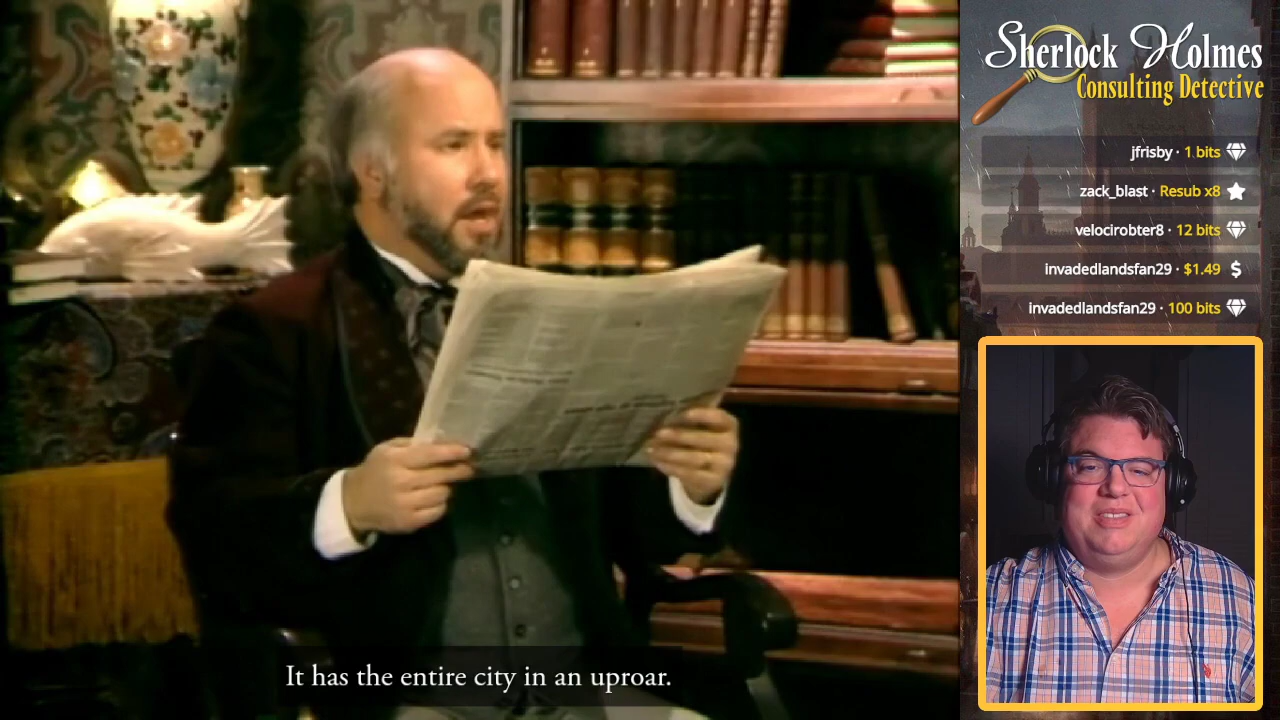 Sherlock Holmes
Consulting Detective
jfrisby · 1 bits
zack_blast · Resub x8
velocirobter8 · 12 bits
invadedlandsfan29 · $1.49
invadedlandsfan29 · 100 bits
It has the entire city in an uproar.